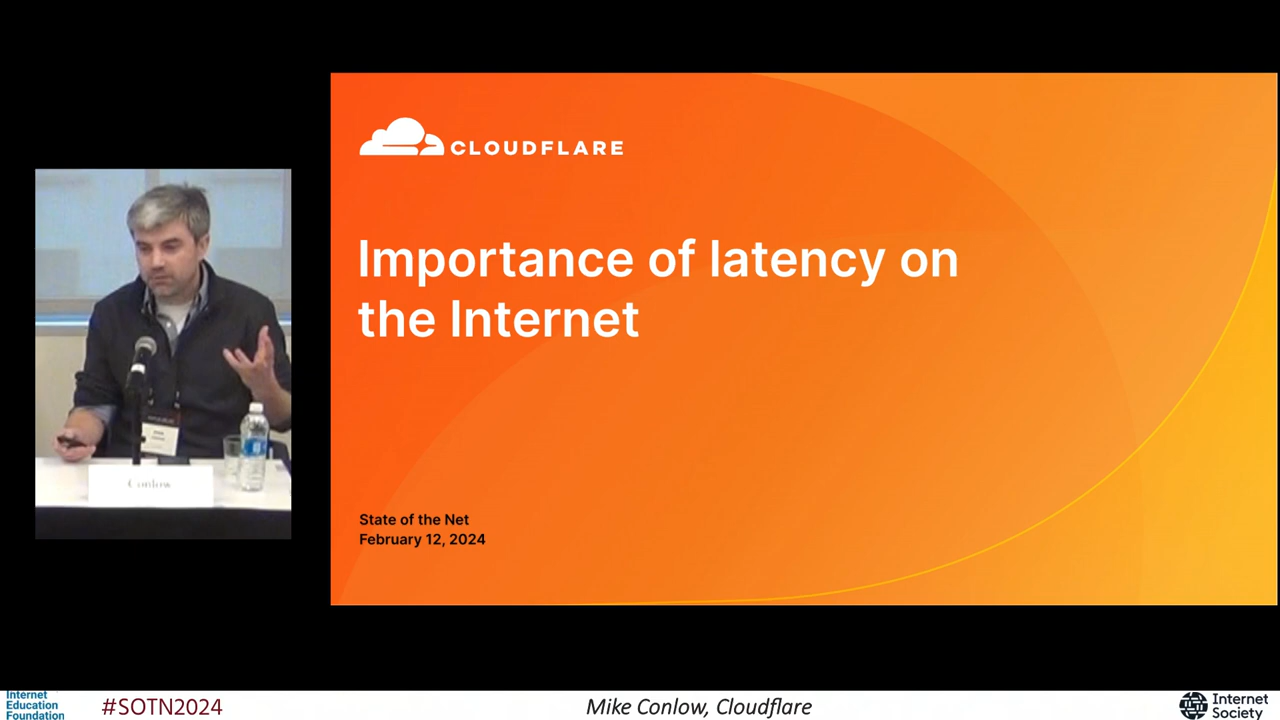 CLOUDFLARE
Importance of latency on
the Internet
State of the Net
February 12, 2024
Conlow
Internet
Education
Foundation
#SOTN2024
Mike Conlow, Cloudflare
Internet
Society